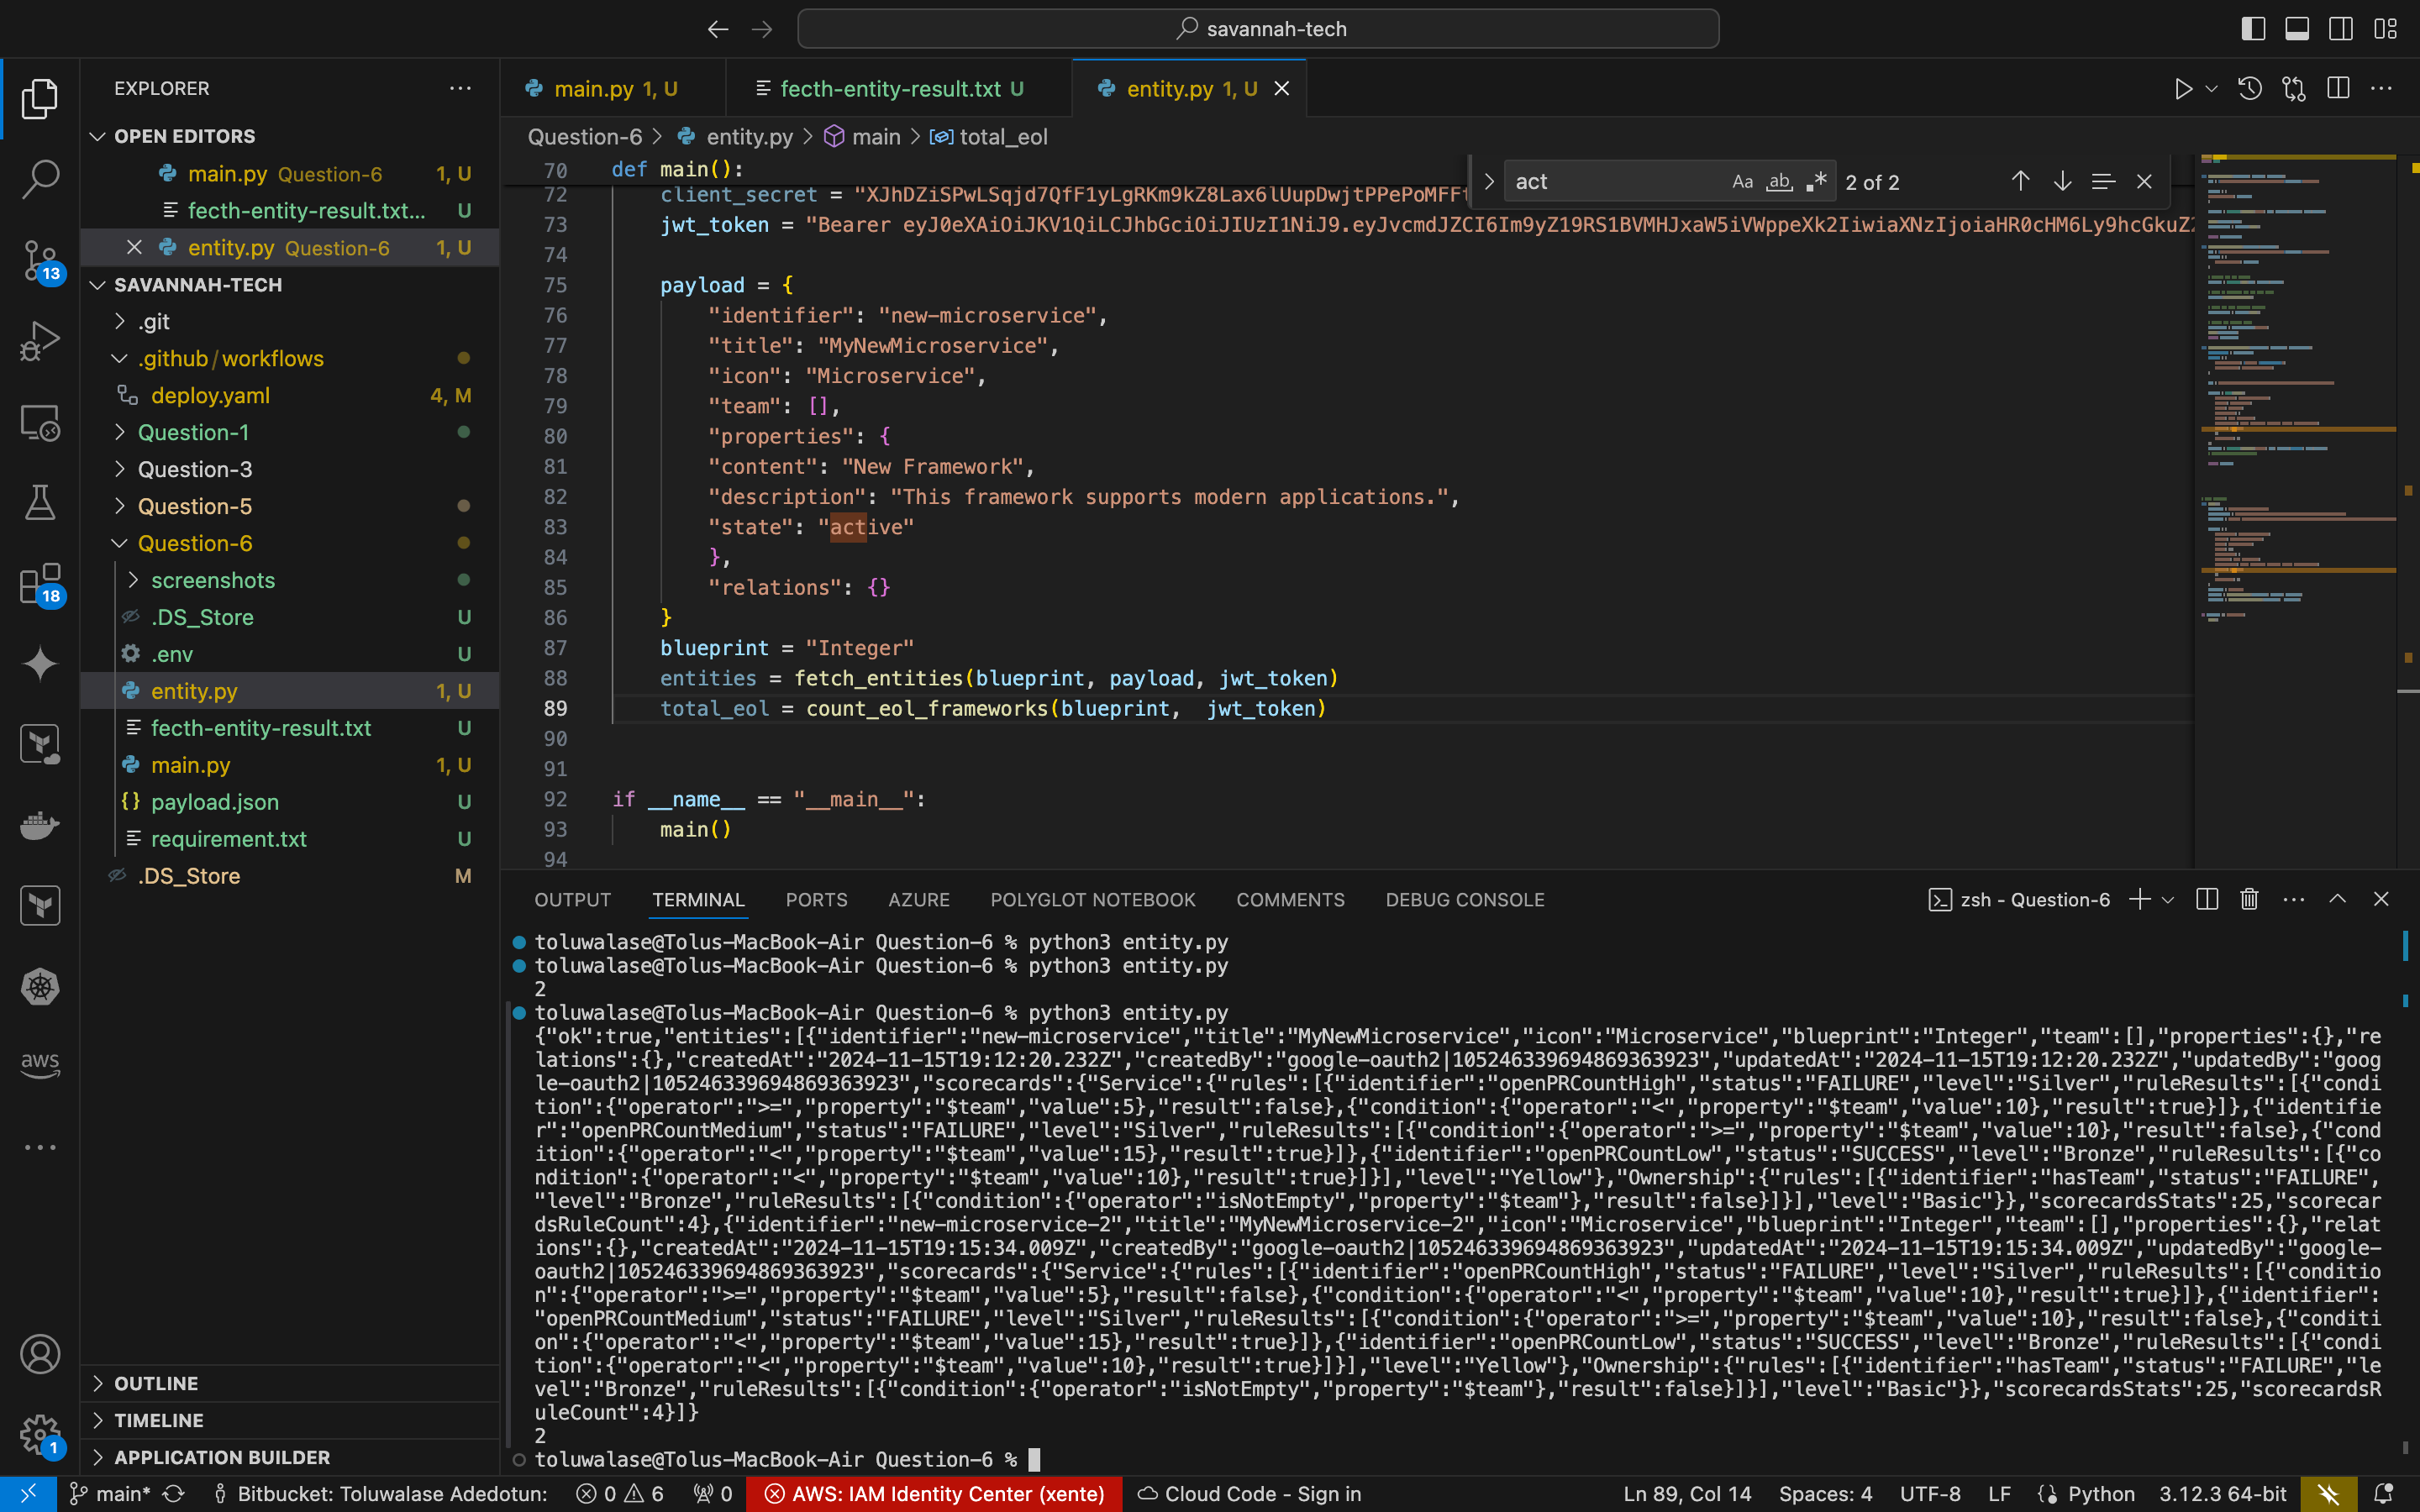 savannah-tech
EXPLORER
OPEN EDITORS
main.py Question-6 1, U
fecth-entity-result.txt... U
entity.py Question-6 1, U
SAVANNAH-TECH
.git
.github/workflows
deploy.yaml 4, M
Question-1
Question-3
Question-5
Question-6
screenshots
.DS_Store U
.env U
entity.py 1, U
fecth-entity-result.txt U
main.py 1, U
payload.json U
requirement.txt U
.DS_Store M
OUTLINE
TIMELINE
APPLICATION BUILDER
13
18
aws
1
main.py 1, U
fecth-entity-result.txt U
entity.py 1, U
Question-6 > entity.py > main > total_eol
act Aa ab 2 of 2
70 def main():
72 client_secret =
73 jwt_token = "Bearer
74
75 payload = {
76 "identifier": "new-microservice",
77 "title": "MyNewMicroservice",
78 "icon": "Microservice",
79 "team": [],
80 "properties": {
81 "content": "New Framework",
82 "description": "This framework supports modern applications.",
83 "state": "active"
84 },
85 "relations": {}
86 }
87 blueprint = "Integer"
88 entities = fetch_entities(blueprint, payload, jwt_token)
89 total_eol = count_eol_frameworks(blueprint,  jwt_token)
90
91
92 if __name__ == "__main__":
93 main()
94
OUTPUT TERMINAL PORTS AZURE POLYGLOT NOTEBOOK COMMENTS DEBUG CONSOLE
zsh - Question-6
toluwalase@Tolus-MacBook-Air Question-6 % python3 entity.py
toluwalase@Tolus-MacBook-Air Question-6 % python3 entity.py
2
toluwalase@Tolus-MacBook-Air Question-6 % python3 entity.py
{"ok":true,"entities":[{"identifier":"new-microservice","title":"MyNewMicroservice","icon":"Microservice","blueprint":"Integer","team":[],"properties":{},"re
lations":{},"createdAt":"2024-11-15T19:12:20.232Z","createdBy":"google-oauth2|105246339694869363923","updatedAt":"2024-11-15T19:12:20.232Z","updatedBy":"goog
le-oauth2|105246339694869363923","scorecards":{"Service":{"rules":[{"identifier":"openPRCountHigh","status":"FAILURE","level":"Silver","ruleResults":[{"condi
tion":{"operator":">=","property":"$team","value":5},"result":false},{"condition":{"operator":"<","property":"$team","value":10},"result":true}]},{"identifie
r":"openPRCountMedium","status":"FAILURE","level":"Silver","ruleResults":[{"condition":{"operator":">=","property":"$team","value":10},"result":false},{"cond
ition":{"operator":"<","property":"$team","value":15},"result":true}]},{"identifier":"openPRCountLow","status":"SUCCESS","level":"Bronze","ruleResults":[{"co
ndition":{"operator":"<","property":"$team","value":10},"result":true}]}],"level":"Yellow"},"Ownership":{"rules":[{"identifier":"hasTeam","status":"FAILURE",
"level":"Bronze","ruleResults":[{"condition":{"operator":"isNotEmpty","property":"$team"},"result":false}]}],"level":"Basic"}},"scorecardsStats":25,"scorecar
dsRuleCount":4},{"identifier":"new-microservice-2","title":"MyNewMicroservice-2","icon":"Microservice","blueprint":"Integer","team":[],"properties":{},"relat
ions":{},"createdAt":"2024-11-15T19:15:34.009Z","createdBy":"google-oauth2|105246339694869363923","updatedAt":"2024-11-15T19:15:34.009Z","updatedBy":"google-
oauth2|105246339694869363923","scorecards":{"Service":{"rules":[{"identifier":"openPRCountHigh","status":"FAILURE","level":"Silver","ruleResults":[{"conditio
n":{"operator":">=","property":"$team","value":5},"result":false},{"condition":{"operator":"<","property":"$team","value":10},"result":true}]},{"identifier":
"openPRCountMedium","status":"FAILURE","level":"Silver","ruleResults":[{"condition":{"operator":">=","property":"$team","value":10},"result":false},{"conditi
on":{"operator":"<","property":"$team","value":15},"result":true}]},{"identifier":"openPRCountLow","status":"SUCCESS","level":"Bronze","ruleResults":[{"condi
tion":{"operator":"<","property":"$team","value":10},"result":true}]}],"level":"Yellow"},"Ownership":{"rules":[{"identifier":"hasTeam","status":"FAILURE","le
vel":"Bronze","ruleResults":[{"condition":{"operator":"isNotEmpty","property":"$team"},"result":false}]}],"level":"Basic"}},"scorecardsStats":25,"scorecardsR
uleCount":4}]}
2
toluwalase@Tolus-MacBook-Air Question-6 %
main* Bitbucket: Toluwalase Adedotun: 0 6 0 AWS: IAM Identity Center (xente) Cloud Code - Sign in Ln 89, Col 14 Spaces: 4 UTF-8 LF Python 3.12.3 64-bit